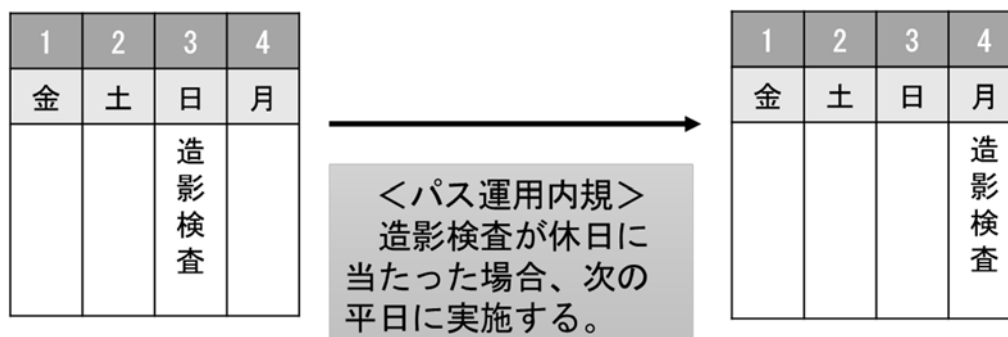 1 2 3 4
金 土 日 月
造影検査
＜パス運用内規＞
造影検査が休日に
当たった場合、次の
平日に実施する。
1 2 3 4
金 土 日 月
造影検査